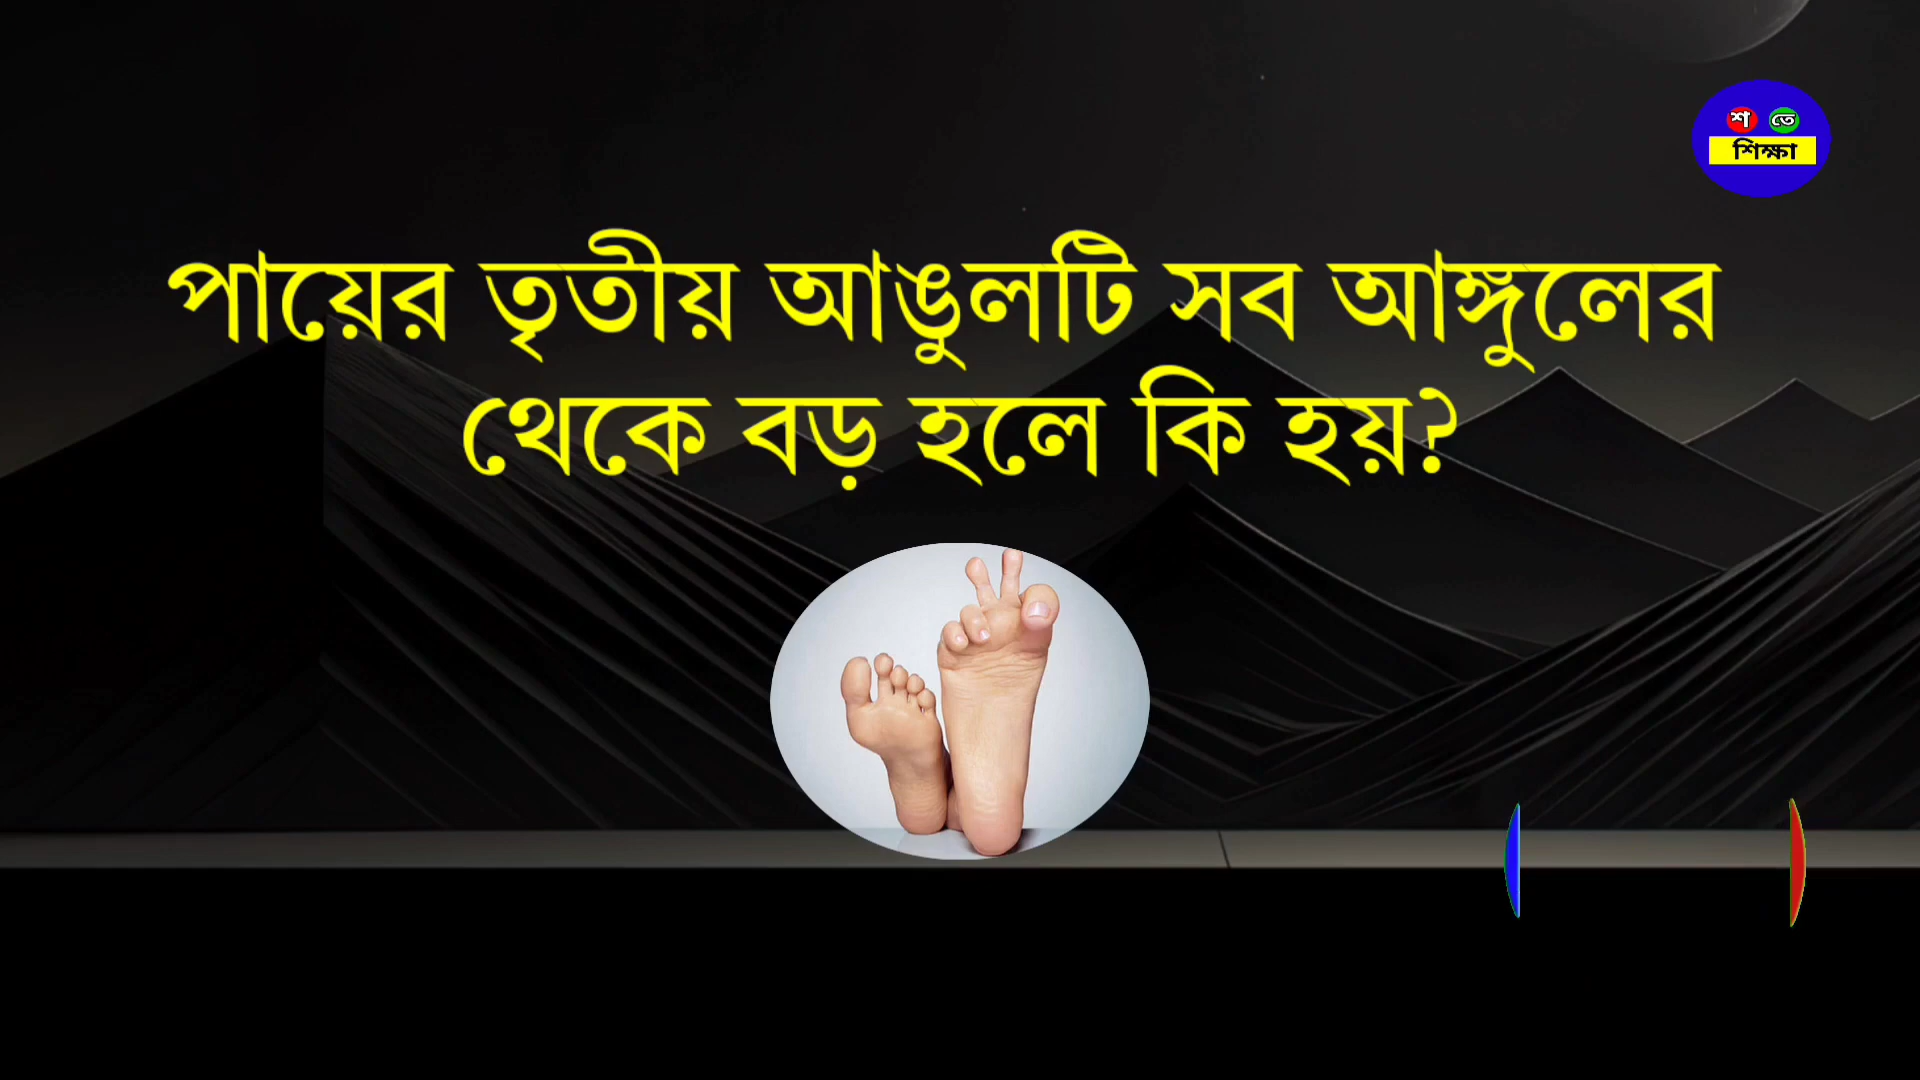 শ তে
শিক্ষা
পায়ের তৃতীয় আঙুলটি সব আঙ্গুলের
থেকে বড় হলে কি হয়?